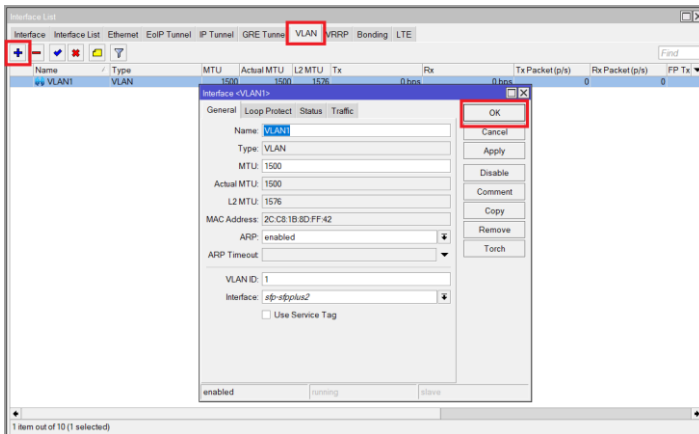 Interface List
Interface Interface List Ethernet EoIP Tunnel IP Tunnel GRE Tunnel VLAN VRRP Bonding LTE
Find
Name Type MTU Actual MTU L2 MTU Tx Rx Tx Packet (p/s) Rx Packet (p/s) FP Tx
VLAN1 VLAN 1500 1500 1576 0 bps 0 bps 0 0
Interface <VLAN1>
General Loop Protect Status Traffic
Name: VLAN1
Type: VLAN
MTU: 1500
Actual MTU: 1500
L2 MTU: 1576
MAC Address: 2C:C8:1B:8D:FF:42
ARP: enabled
ARP Timeout:
VLAN ID: 1
Interface: sfp-sfpplus2
Use Service Tag
OK
Cancel
Apply
Disable
Comment
Copy
Remove
Torch
enabled running slave
1 item out of 10 (1 selected)